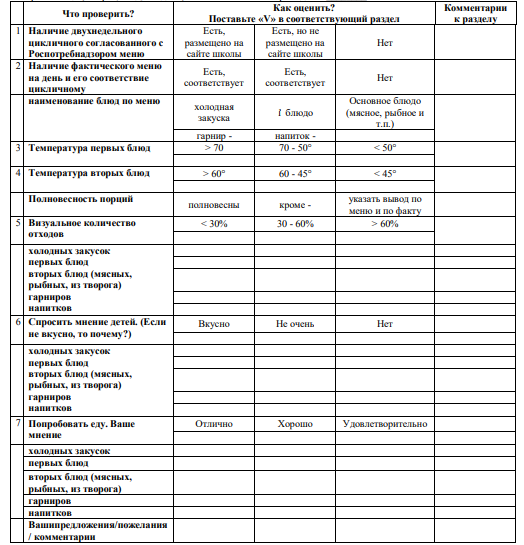 Что проверить?
Как оценить?
Поставьте «V» в соответствующий раздел
Комментарии
к разделу
1
Наличие двухнедельного
цикличного согласованного с
Роспотребнадзором меню
Есть,
размещено на
сайте школы
Есть, но не
размещено на
сайте школы
Нет
2
Наличие фактического меню
на день и его соответствие
цикличному
Есть,
соответствует
Есть,
соответствует
Нет
наименование блюд по меню
холодная
закуска
1 блюдо
Основное блюдо
(мясное, рыбное и
т.п.)
гарнир -
напиток -
3
Температура первых блюд
> 70
70 - 50°
< 50°
4
Температура вторых блюд
> 60°
60 - 45°
< 45°
Полновесность порций
полновесны
кроме -
указать вывод по
меню и по факту
5
Визуальное количество
отходов
< 30%
30 - 60%
> 60%
холодных закусок
первых блюд
вторых блюд (мясных,
рыбных, из творога)
гарниров
напитков
6
Спросить мнение детей. (Если
не вкусно, то почему?)
Вкусно
Не очень
Нет
холодных закусок
первых блюд
вторых блюд (мясных,
рыбных, из творога)
гарниров
напитков
7
Попробовать еду. Ваше
мнение
Отлично
Хорошо
Удовлетворительно
холодных закусок
первых блюд
вторых блюд (мясных,
рыбных, из творога)
гарниров
напитков
Вашипредложения/пожелания
/ комментарии